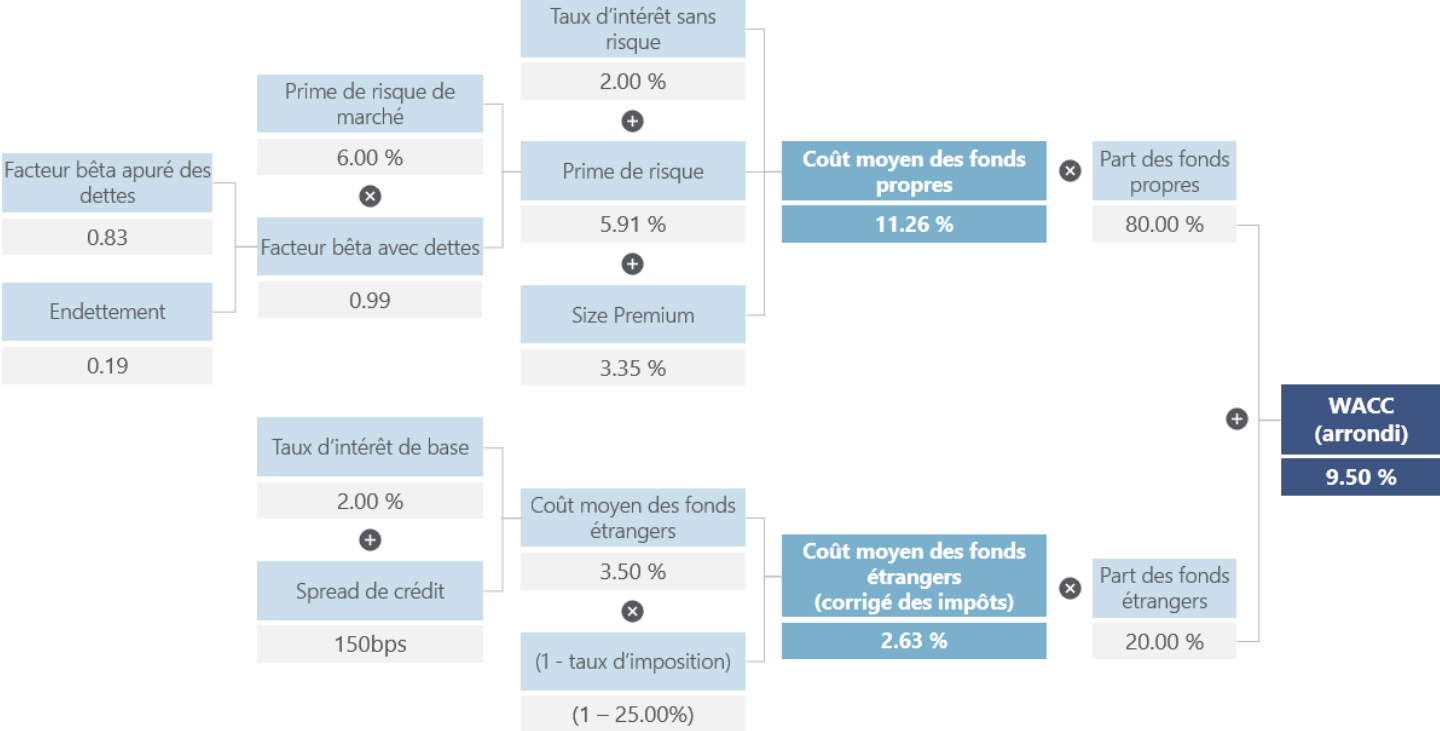 Taux d'intérêt sans
risque
2.00 %
+
Prime de risque de
marché
6.00 %
×
Facteur bêta apuré des
dettes
0.83
Endettement
0.19
Facteur bêta avec dettes
0.99
Prime de risque
5.91 %
+
Size Premium
3.35 %
Coût moyen des fonds
propres
11.26 %
×
Part des fonds
propres
80.00 %
Taux d'intérêt de base
2.00 %
+
Spread de crédit
150bps
Coût moyen des fonds
étrangers
3.50 %
×
(1 - taux d'imposition)
(1 – 25.00%)
Coût moyen des fonds
étrangers
(corrigé des impôts)
2.63 %
×
Part des fonds
étrangers
20.00 %
+
WACC
(arrondi)
9.50 %